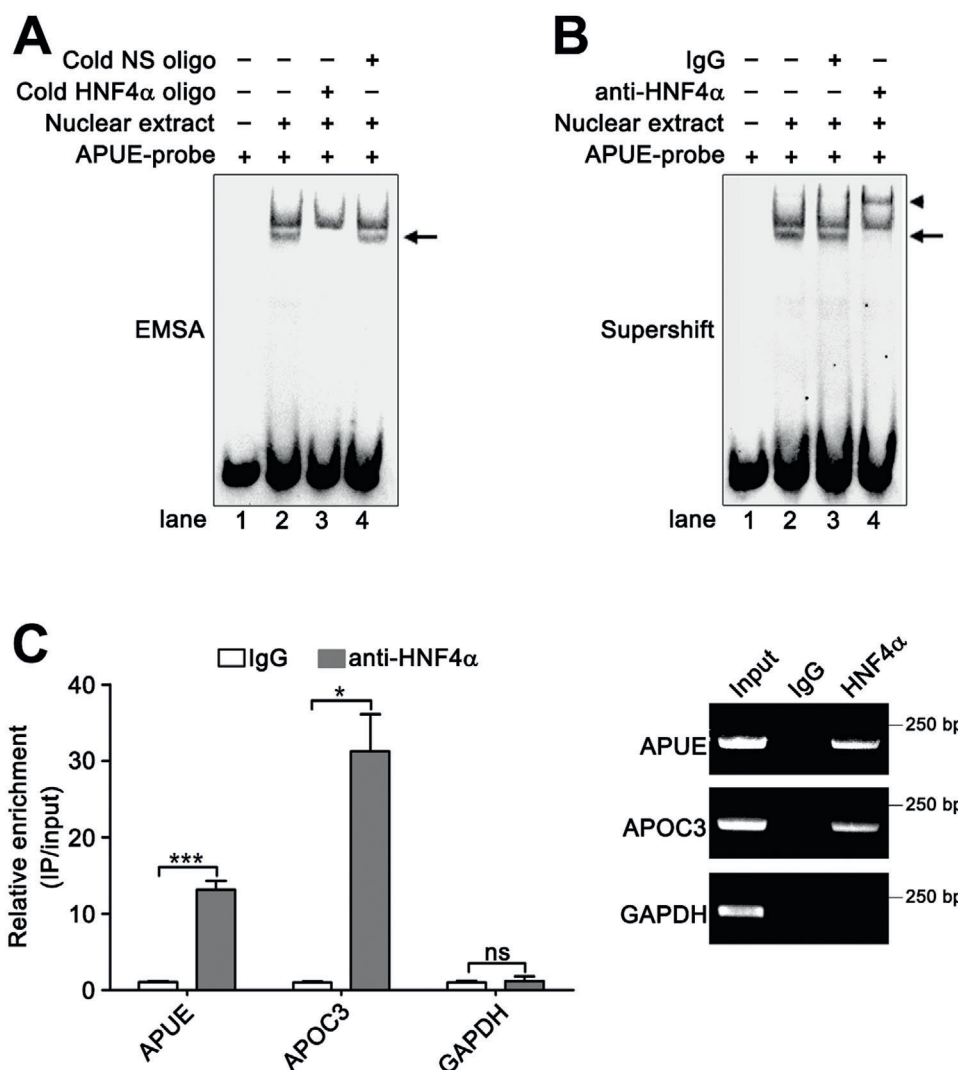 A
Cold NS oligo – – – +
Cold HNF4α oligo – – + –
Nuclear extract – + + +
APUE-probe + + + +
EMSA
lane 1 2 3 4
B
IgG – – + –
anti-HNF4α – – – +
Nuclear extract – + + +
APUE-probe + + + +
Supershift
lane 1 2 3 4
C
IgG anti-HNF4α
Relative enrichment
(IP/input)
40
30
20
10
0
***
*
ns
APUE
APOC3
GAPDH
Input IgG HNF4α
APUE 250 bp
APOC3 250 bp
GAPDH 250 bp